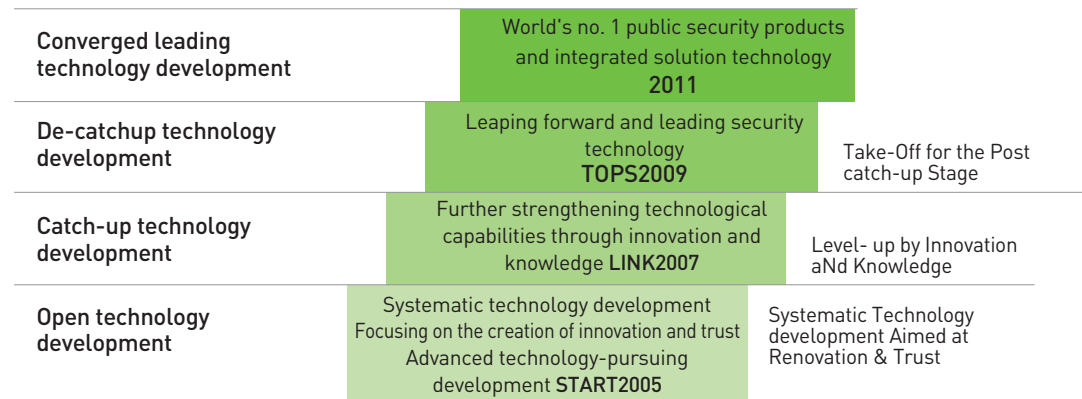 Converged leading
technology development
World's no. 1 public security products
and integrated solution technology
2011
De-catchup technology
development
Leaping forward and leading security
technology
TOPS2009
Take-Off for the Post
catch-up Stage
Catch-up technology
development
Further strengthening technological
capabilities through innovation and
knowledge LINK2007
Level- up by Innovation
aNd Knowledge
Open technology
development
Systematic technology development
Focusing on the creation of innovation and trust
Advanced technology-pursuing
development START2005
Systematic Technology
development Aimed at
Renovation & Trust